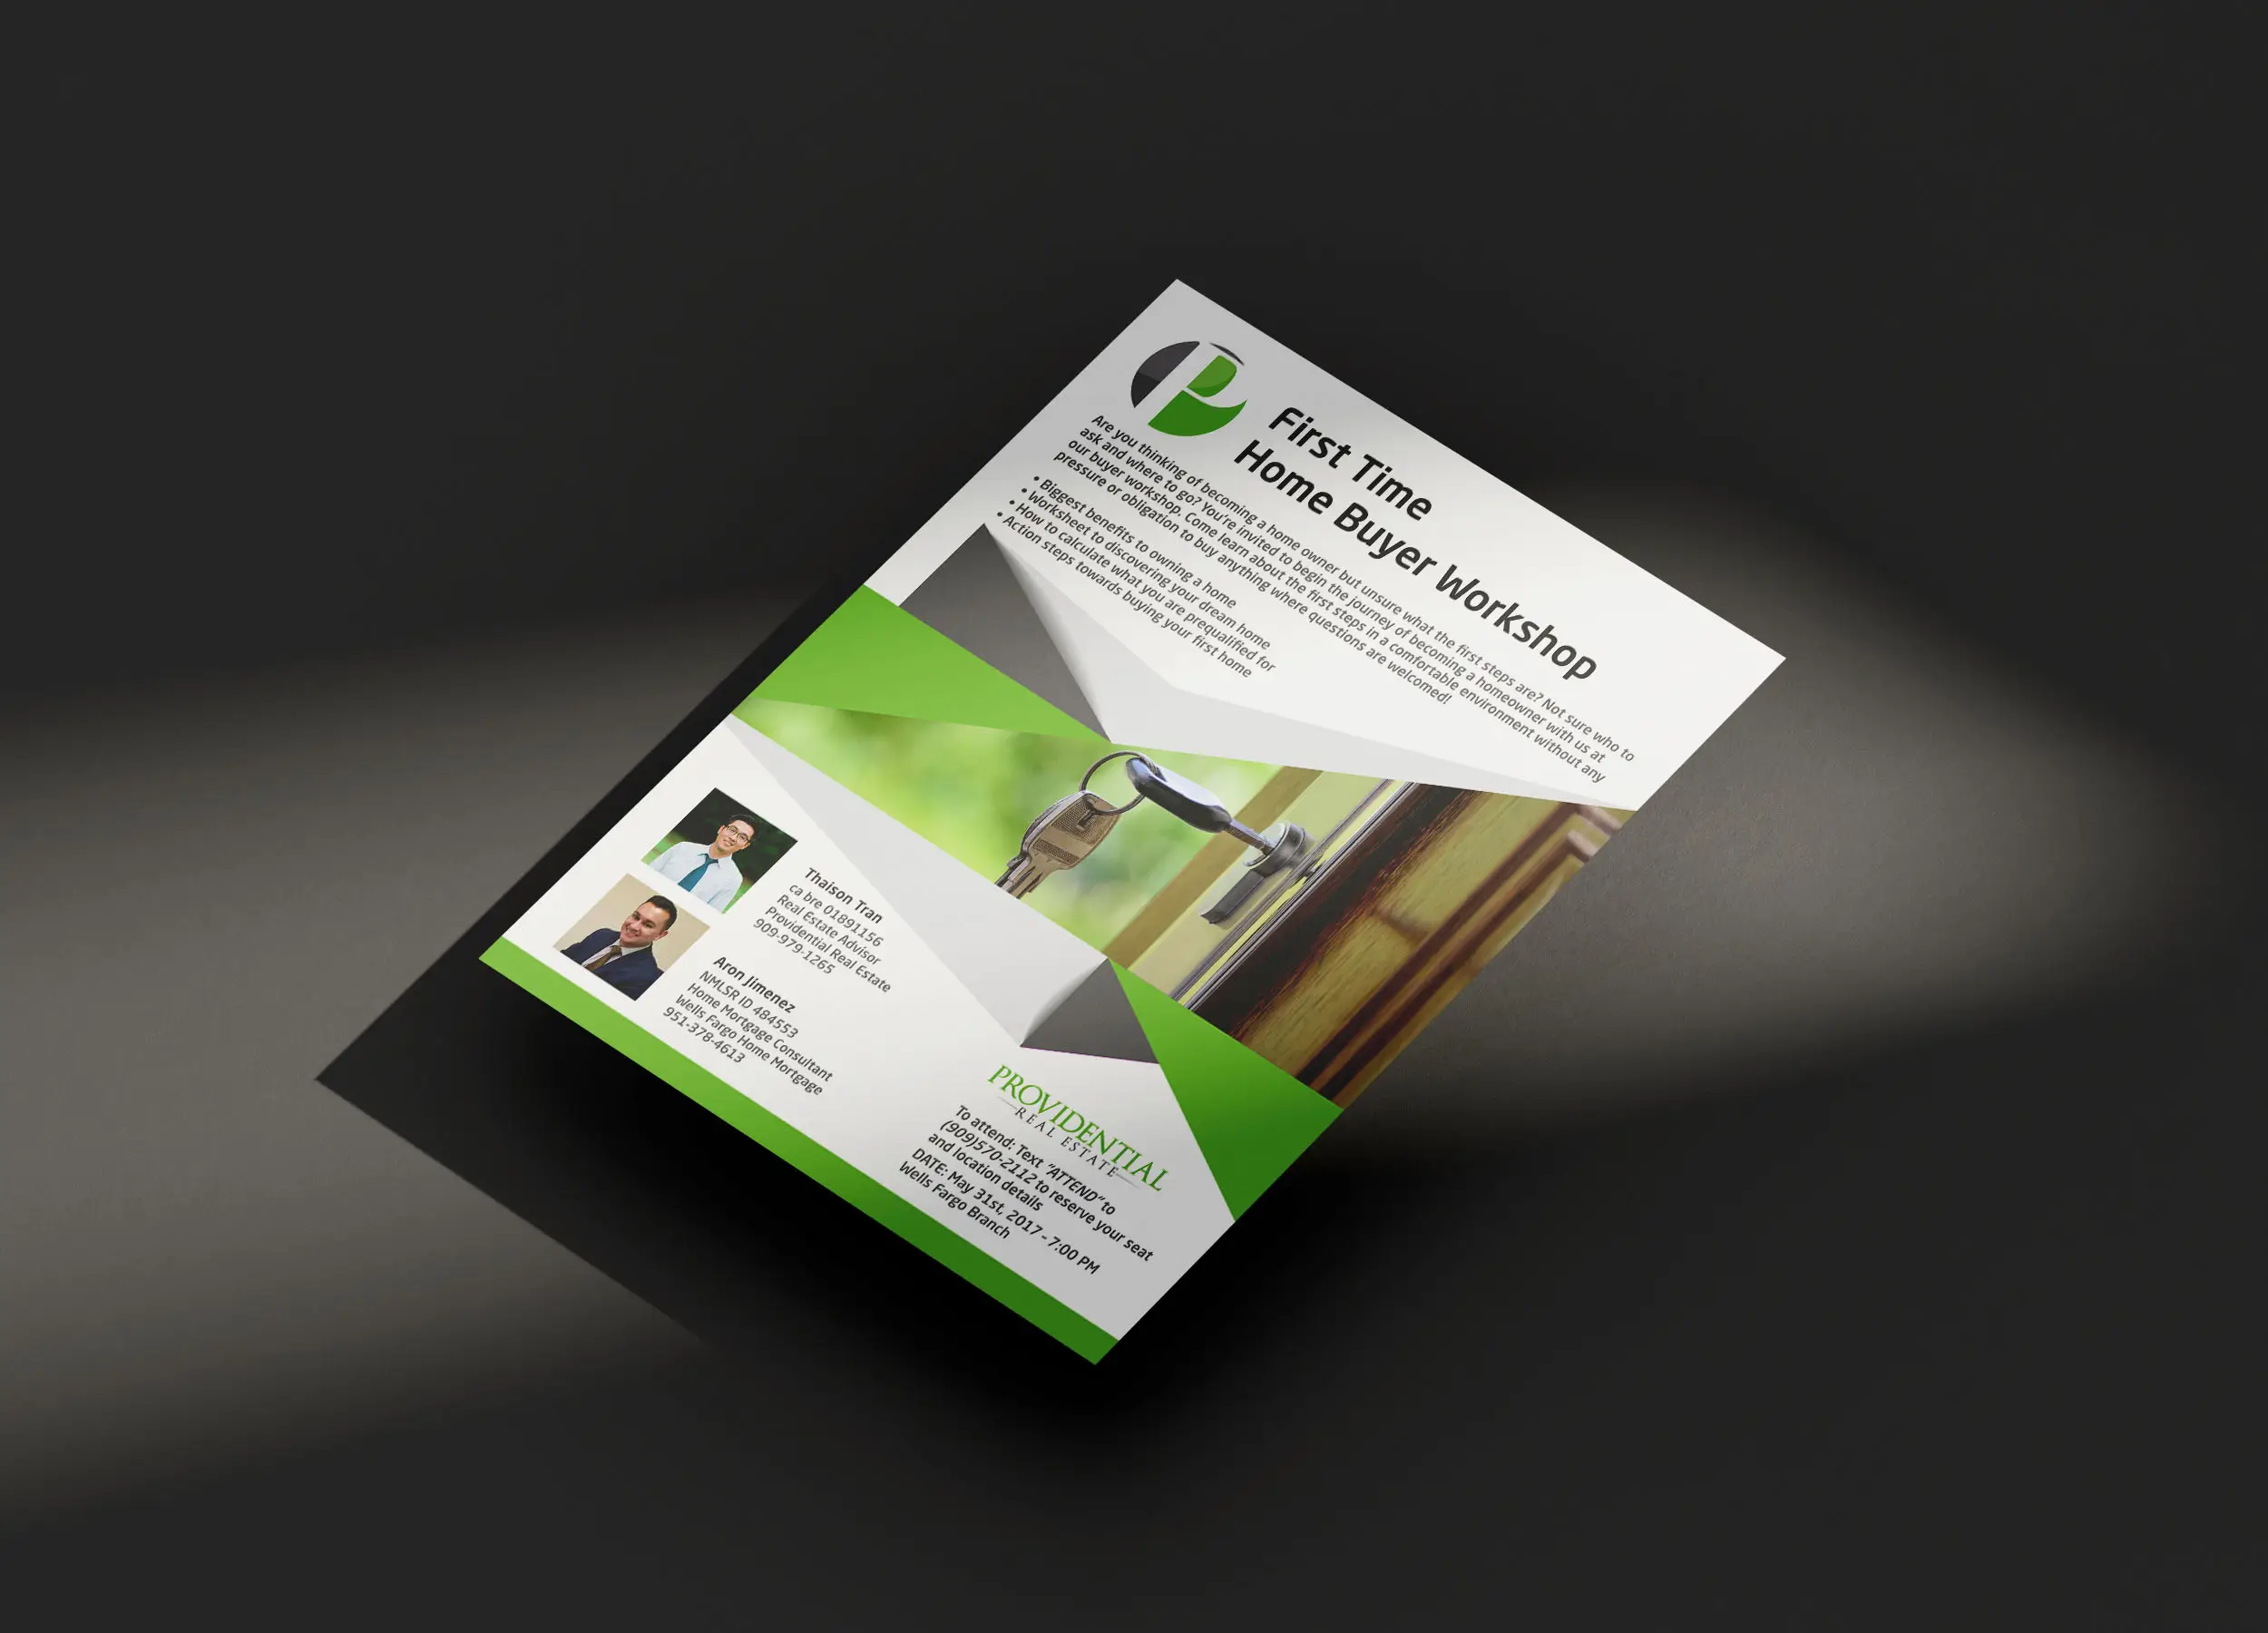 First Time
Home Buyer Workshop
Are you thinking of becoming a home owner but unsure what the first steps are? Not sure who to
ask and where to go? You're invited to begin the journey of becoming a homeowner with us at
our buyer workshop. Come learn about the first steps in a comfortable environment without any
pressure or obligation to buy anything where questions are welcomed!
• Biggest benefits to owning a home
• Worksheet to discovering your dream home
• How to calculate what you are prequalified for
• Action steps towards buying your first home
Thaison Tran
ca bre 01891156
Real Estate Advisor
Providential Real Estate
909-979-1265
Aron Jimenez
NMLSR ID 484553
Home Mortgage Consultant
Wells Fargo Home Mortgage
951-378-4613
PROVIDENTIAL
REAL ESTATE
To attend: Text "ATTEND" to
(909)570-2112 to reserve your seat
and location details
DATE: May 31st, 2017 - 7:00 PM
Wells Fargo Branch